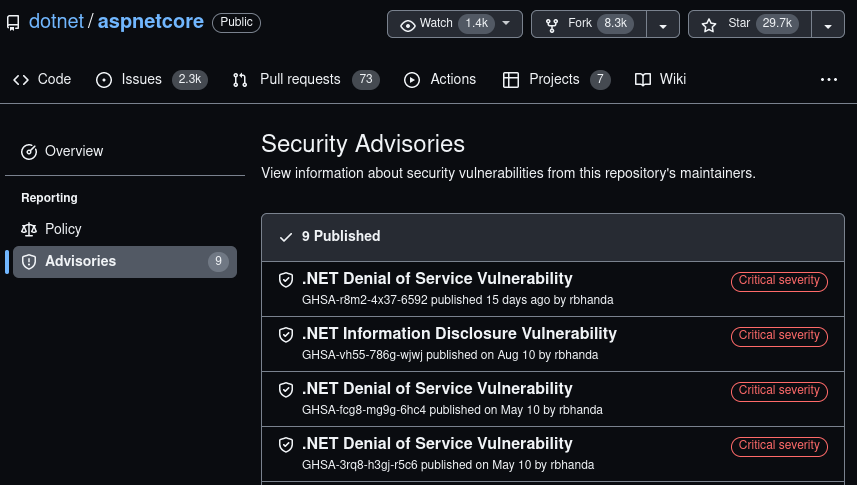 dotnet / aspnetcore Public Watch 1.4k Fork 8.3k Star 29.7k
Code Issues 2.3k Pull requests 73 Actions Projects 7 Wiki ...
Overview
Reporting
Policy
Advisories 9
Security Advisories
View information about security vulnerabilities from this repository's maintainers.
9 Published
.NET Denial of Service Vulnerability Critical severity
GHSA-r8m2-4x37-6592 published 15 days ago by rbhanda
.NET Information Disclosure Vulnerability Critical severity
GHSA-vh55-786g-wjwj published on Aug 10 by rbhanda
.NET Denial of Service Vulnerability Critical severity
GHSA-fcg8-mg9g-6hc4 published on May 10 by rbhanda
.NET Denial of Service Vulnerability Critical severity
GHSA-3rq8-h3gj-r5c6 published on May 10 by rbhanda